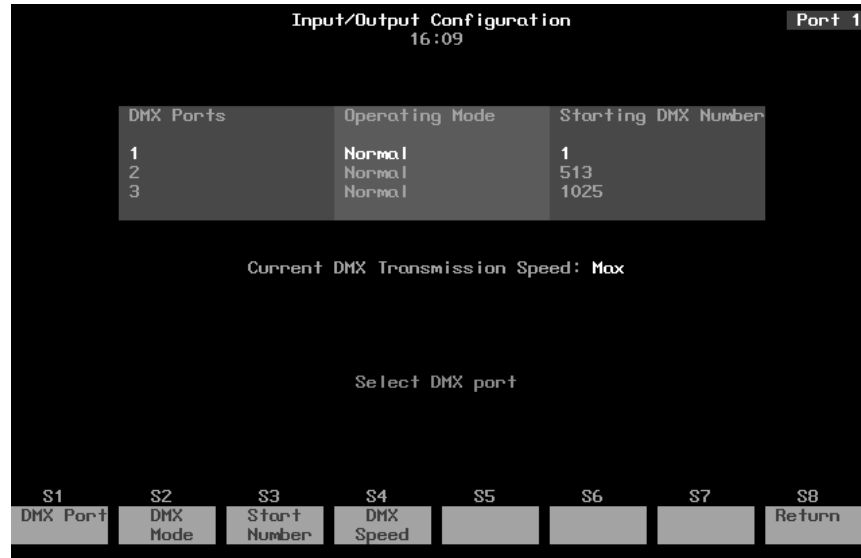 Input/Output Configuration Port 1
16:09
DMX Ports Operating Mode Starting DMX Number
1 Normal 1
2 Normal 513
3 Normal 1025
Current DMX Transmission Speed: Max
Select DMX port
S1 S2 S3 S4 S5 S6 S7 S8
DMX Port DMX Start DMX Return
Mode Number Speed